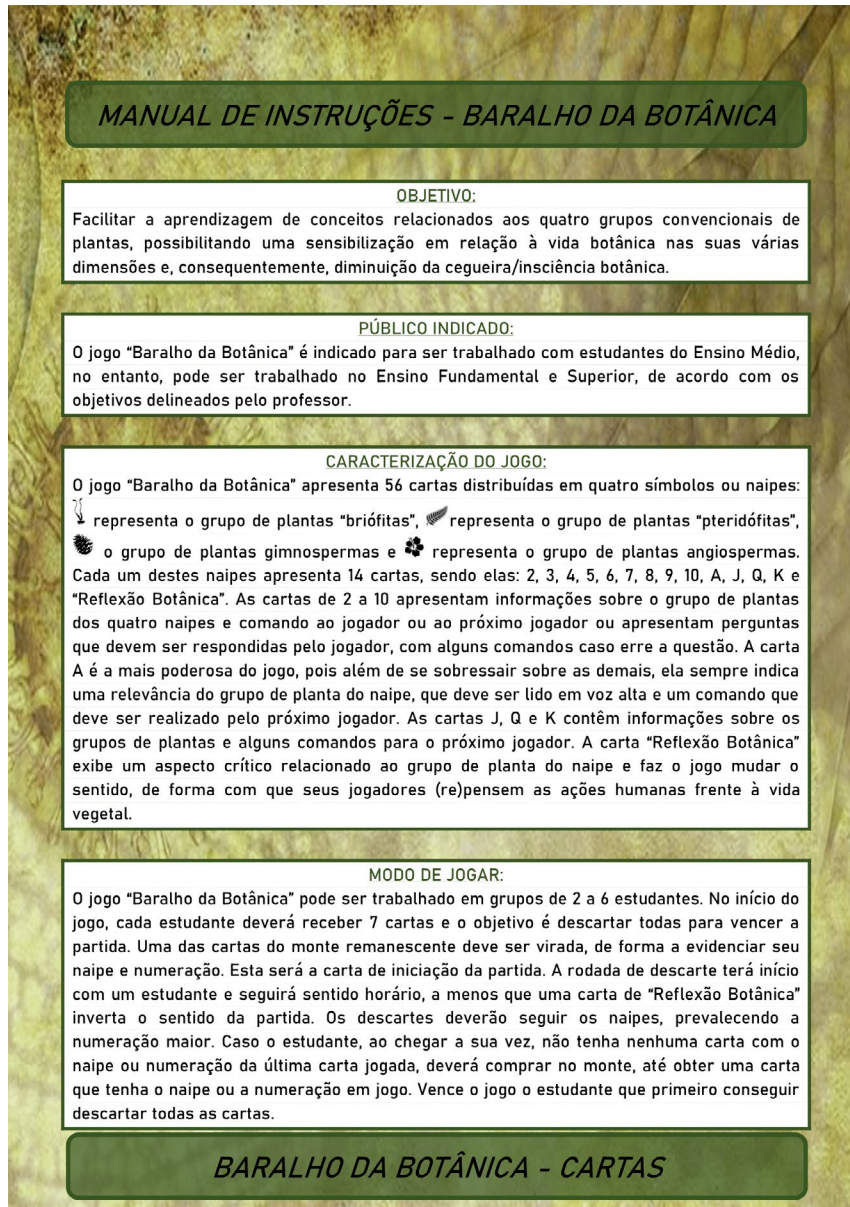 MANUAL DE INSTRUÇÕES - BARALHO DA BOTÂNICA
OBJETIVO:
Facilitar a aprendizagem de conceitos relacionados aos quatro grupos convencionais de
plantas, possibilitando uma sensibilização em relação à vida botânica nas suas várias
dimensões e, consequentemente, diminuição da cegueira/insciência botânica.
PÚBLICO INDICADO:
O jogo “Baralho da Botânica” é indicado para ser trabalhado com estudantes do Ensino Médio,
no entanto, pode ser trabalhado no Ensino Fundamental e Superior, de acordo com os
objetivos delineados pelo professor.
CARACTERIZAÇÃO DO JOGO:
O jogo “Baralho da Botânica” apresenta 56 cartas distribuídas em quatro símbolos ou naipes:
representa o grupo de plantas “briófitas”, representa o grupo de plantas “pteridófitas”,
o grupo de plantas gimnospermas e representa o grupo de plantas angiospermas.
Cada um destes naipes apresenta 14 cartas, sendo elas: 2, 3, 4, 5, 6, 7, 8, 9, 10, A, J, Q, K e
“Reflexão Botânica”. As cartas de 2 a 10 apresentam informações sobre o grupo de plantas
dos quatro naipes e comando ao jogador ou ao próximo jogador ou apresentam perguntas
que devem ser respondidas pelo jogador, com alguns comandos caso erre a questão. A carta
A é a mais poderosa do jogo, pois além de se sobressair sobre as demais, ela sempre indica
uma relevância do grupo de planta do naipe, que deve ser lido em voz alta e um comando que
deve ser realizado pelo próximo jogador. As cartas J, Q e K contêm informações sobre os
grupos de plantas e alguns comandos para o próximo jogador. A carta “Reflexão Botânica”
exibe um aspecto crítico relacionado ao grupo de planta do naipe e faz o jogo mudar o
sentido, de forma com que seus jogadores (re)pensem as ações humanas frente à vida
vegetal.
MODO DE JOGAR:
O jogo “Baralho da Botânica” pode ser trabalhado em grupos de 2 a 6 estudantes. No início do
jogo, cada estudante deverá receber 7 cartas e o objetivo é descartar todas para vencer a
partida. Uma das cartas do monte remanescente deve ser virada, de forma a evidenciar seu
naipe e numeração. Esta será a carta de iniciação da partida. A rodada de descarte terá início
com um estudante e seguirá sentido horário, a menos que uma carta de “Reflexão Botânica”
inverta o sentido da partida. Os descartes deverão seguir os naipes, prevalecendo a
numeração maior. Caso o estudante, ao chegar a sua vez, não tenha nenhuma carta com o
naipe ou numeração da última carta jogada, deverá comprar no monte, até obter uma carta
que tenha o naipe ou a numeração em jogo. Vence o jogo o estudante que primeiro conseguir
descartar todas as cartas.
BARALHO DA BOTÂNICA - CARTAS